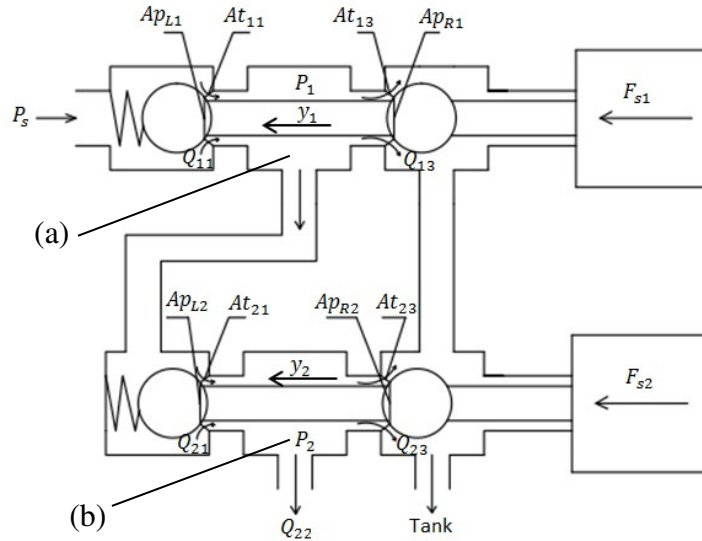 Ap_{L1} At_{11} At_{13} Ap_{R1}
P_1
F_{s1}
P_s
y_1
Q_{11} Q_{13}
(a)
Ap_{L2} At_{21} Ap_{R2} At_{23}
y_2
F_{s2}
Q_{21} P_2 Q_{23}
(b)
Q_{22} Tank